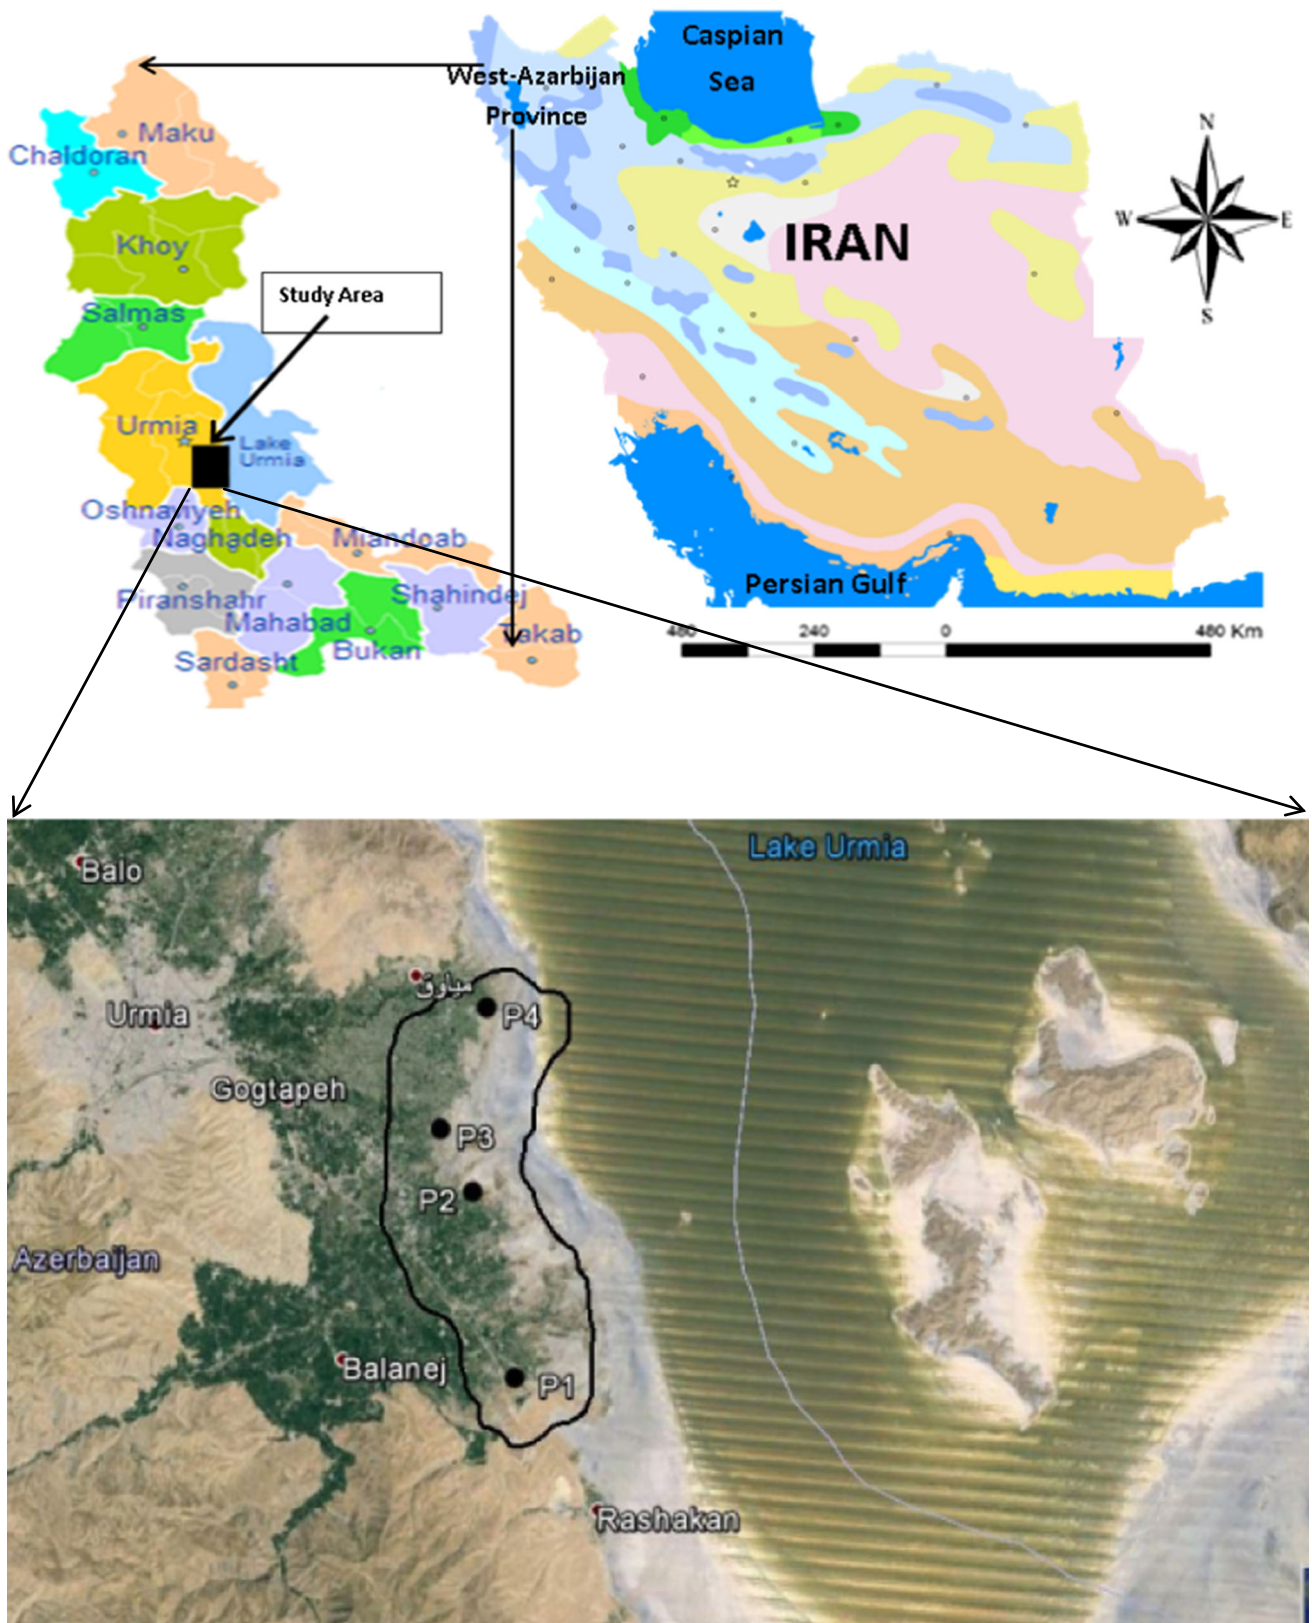 Caspian
Sea
West-Azarbijan
Province
Maku
Chaldoran
N
W
E
S
IRAN
Khoy
Study Area
Salmas
Urmia
Lake
Urmia
Oshnaviyeh
Naghadeh
Miandoab
Piranshahr
Shahindej
Mahabad
Takab
Bukan
Sardasht
Persian Gulf
480 240 0 480 Km
Lake Urmia
Balo
میارق
Urmia
P4
Gogtapeh
P3
P2
Azerbaijan
Balanej
P1
Rashakan